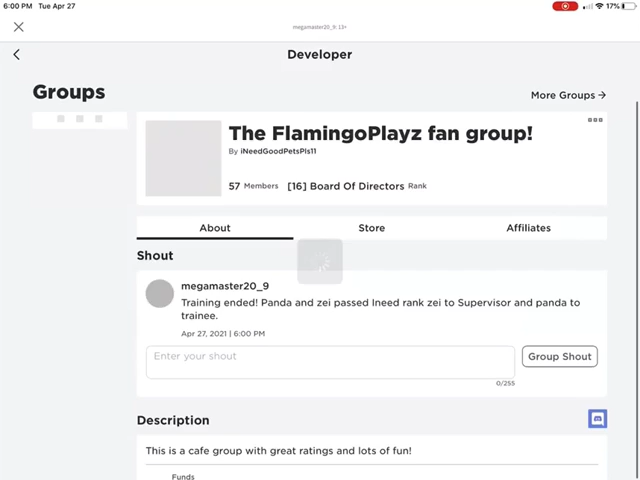 6:00 PM Tue Apr 27
17%
megamaster20_9: 13+
Developer
Groups
More Groups →
The FlamingoPlayz fan group!
By iNeedGoodPetsPls11
57 Members [16] Board Of Directors Rank
About Store Affiliates
Shout
megamaster20_9
Training ended! Panda and zei passed Ineed rank zei to Supervisor and panda to
trainee.
Apr 27, 2021 | 6:00 PM
Enter your shout
Group Shout
0/255
Description
This is a cafe group with great ratings and lots of fun!
Funds